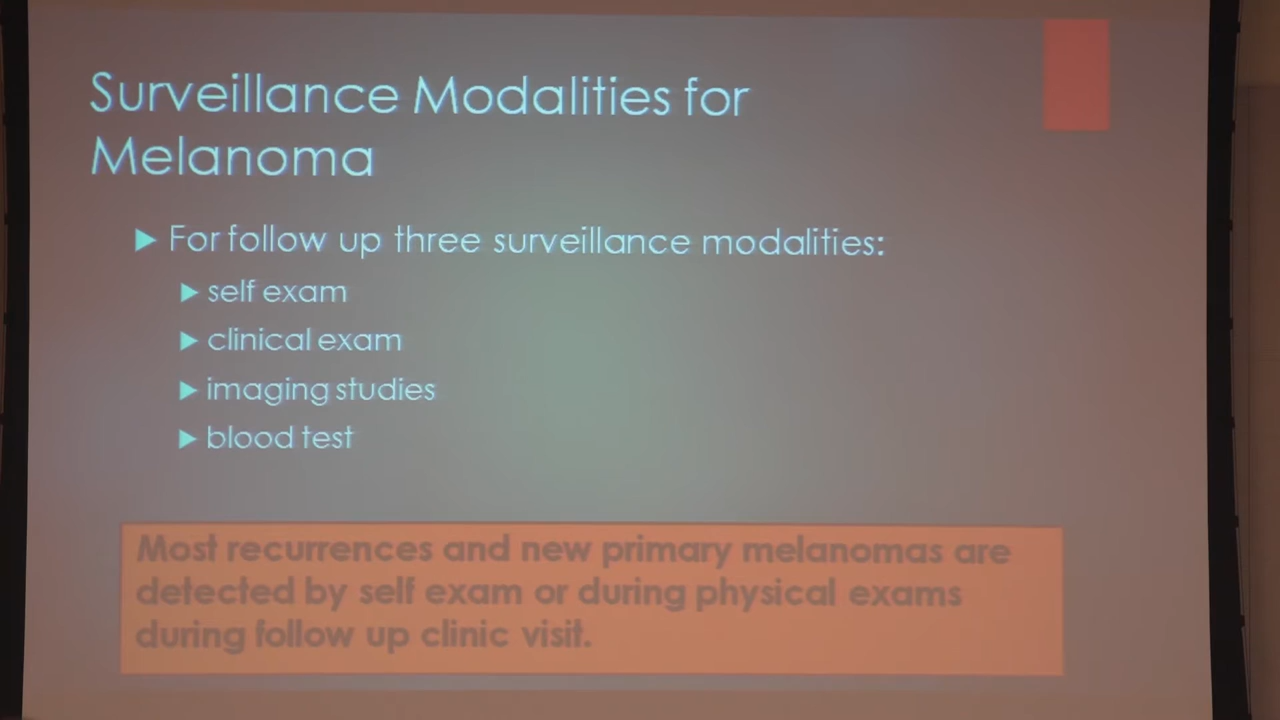 Surveillance Modalities for
Melanoma
For follow up three surveillance modalities:
self exam
clinical exam
imaging studies
blood test
Most recurrences and new primary melanomas are
detected by self exam or during physical exams
during follow up clinic visit.